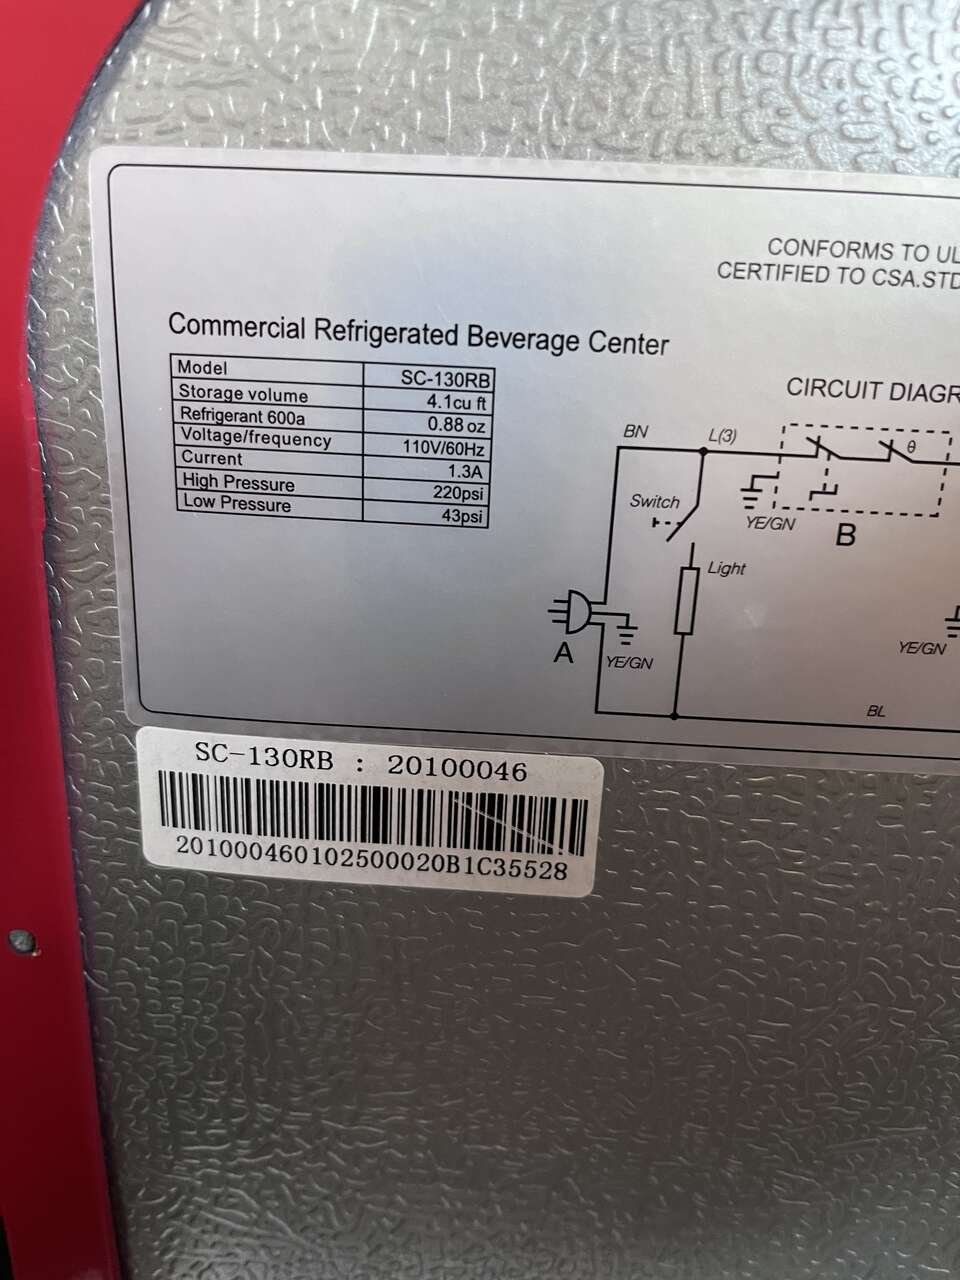 CONFORMS TO UL
CERTIFIED TO CSA.STD
Commercial Refrigerated Beverage Center
Model SC-130RB
Storage volume 4.1cu ft
Refrigerant 600a 0.88 oz
Voltage/frequency 110V/60Hz
Current 1.3A
High Pressure 220psi
Low Pressure 43psi
CIRCUIT DIAGR
BN
L(3)
θ
Switch
YE/GN
B
Light
A
YE/GN
YE/GN
BL
SC-130RB : 20100046
201000460102500020B1C35528